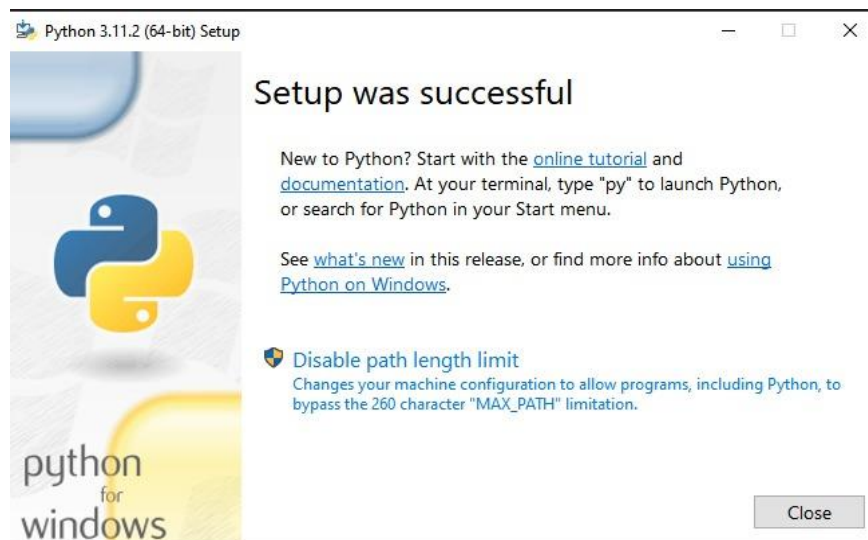 Python 3.11.2 (64-bit) Setup
Setup was successful
New to Python? Start with the online tutorial and
documentation. At your terminal, type "py" to launch Python,
or search for Python in your Start menu.
See what's new in this release, or find more info about using
Python on Windows.
Disable path length limit
Changes your machine configuration to allow programs, including Python, to
bypass the 260 character "MAX_PATH" limitation.
python
for
windows
Close